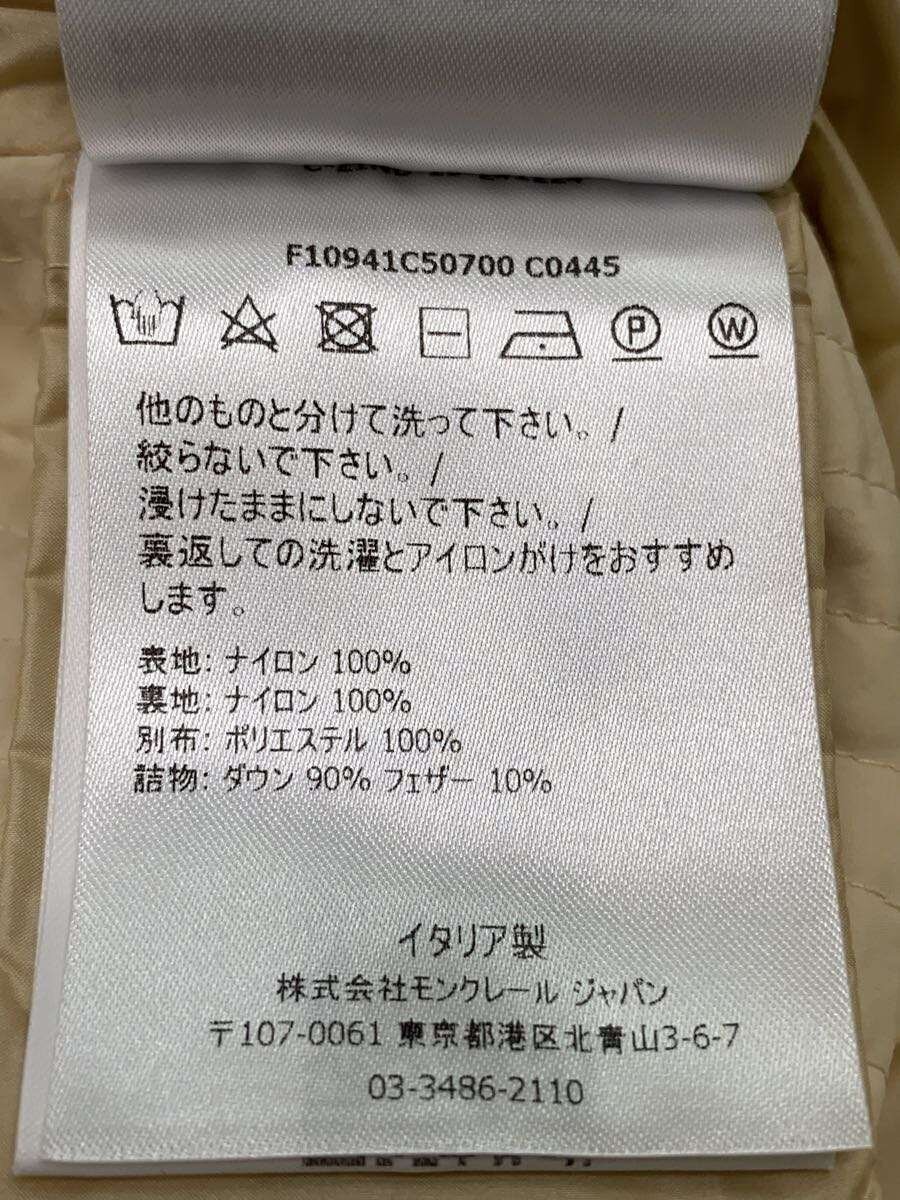 F10941C50700 C0445
P
W
他のものと分けて洗って下さい。/
絞らないで下さい。/
浸けたままにしないで下さい。/
裏返しての洗濯とアイロンがけをおすすめ
します。
表地: ナイロン 100%
裏地: ナイロン 100%
別布: ポリエステル 100%
詰物: ダウン 90% フェザー 10%
イタリア製
株式会社モンクレール ジャパン
〒107-0061 東京都港区北青山3-6-7
03-3486-2110